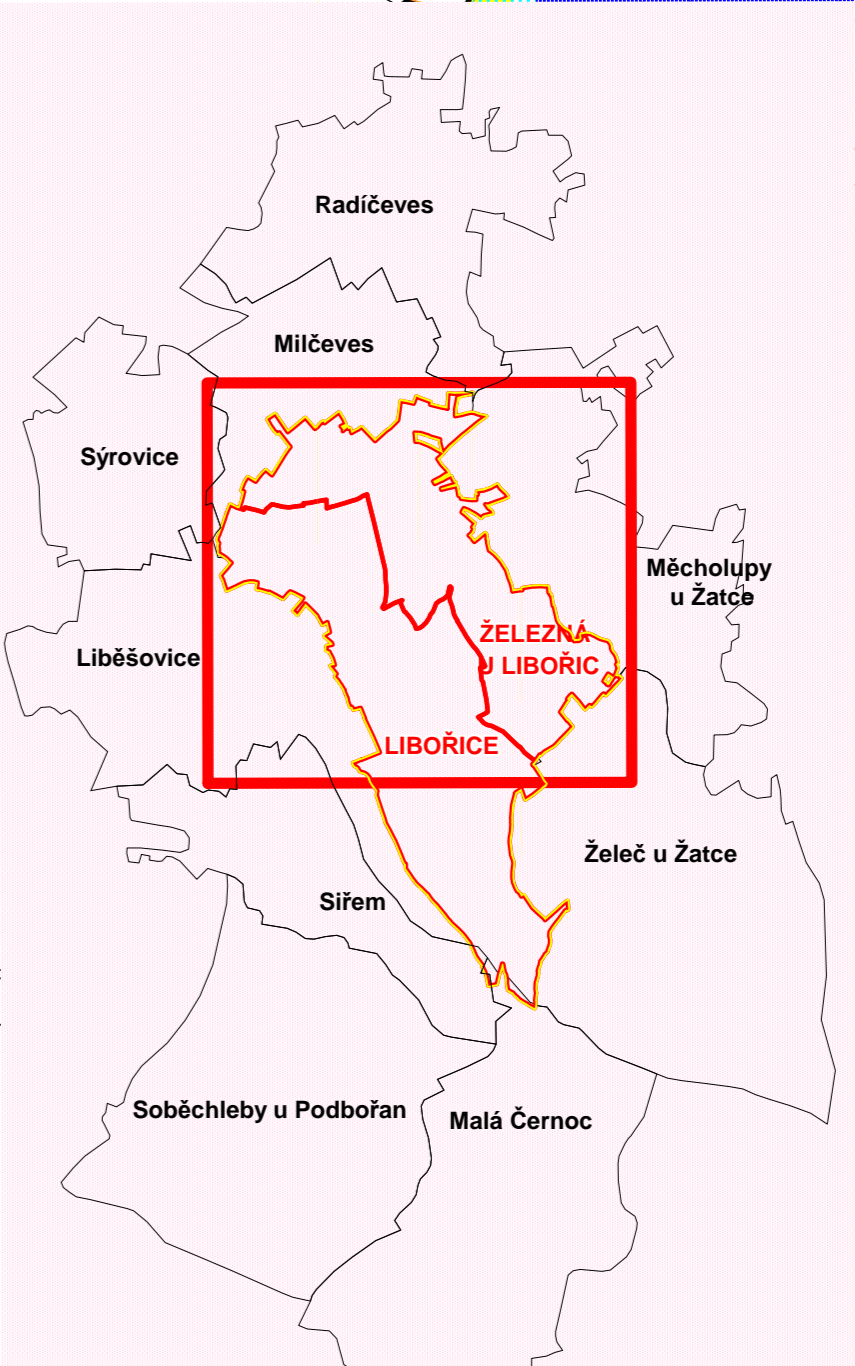 Radíčeves
Milčeves
Sýrovice
Měcholupy
u Žatce
ŽELEZNÁ
U LIBOŘIC
Liběšovice
LIBOŘICE
Želeč u Žatce
Siřem
Soběchleby u Podbořan
Malá Černoc